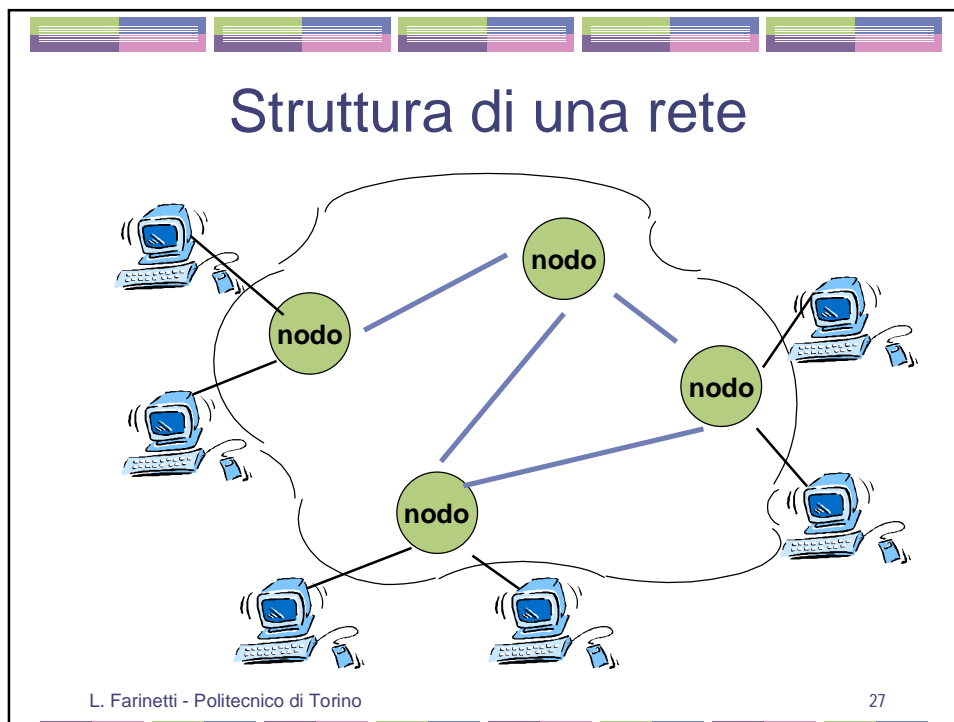 Struttura di una rete
nodo
nodo
nodo
nodo
L. Farinetti - Politecnico di Torino
27